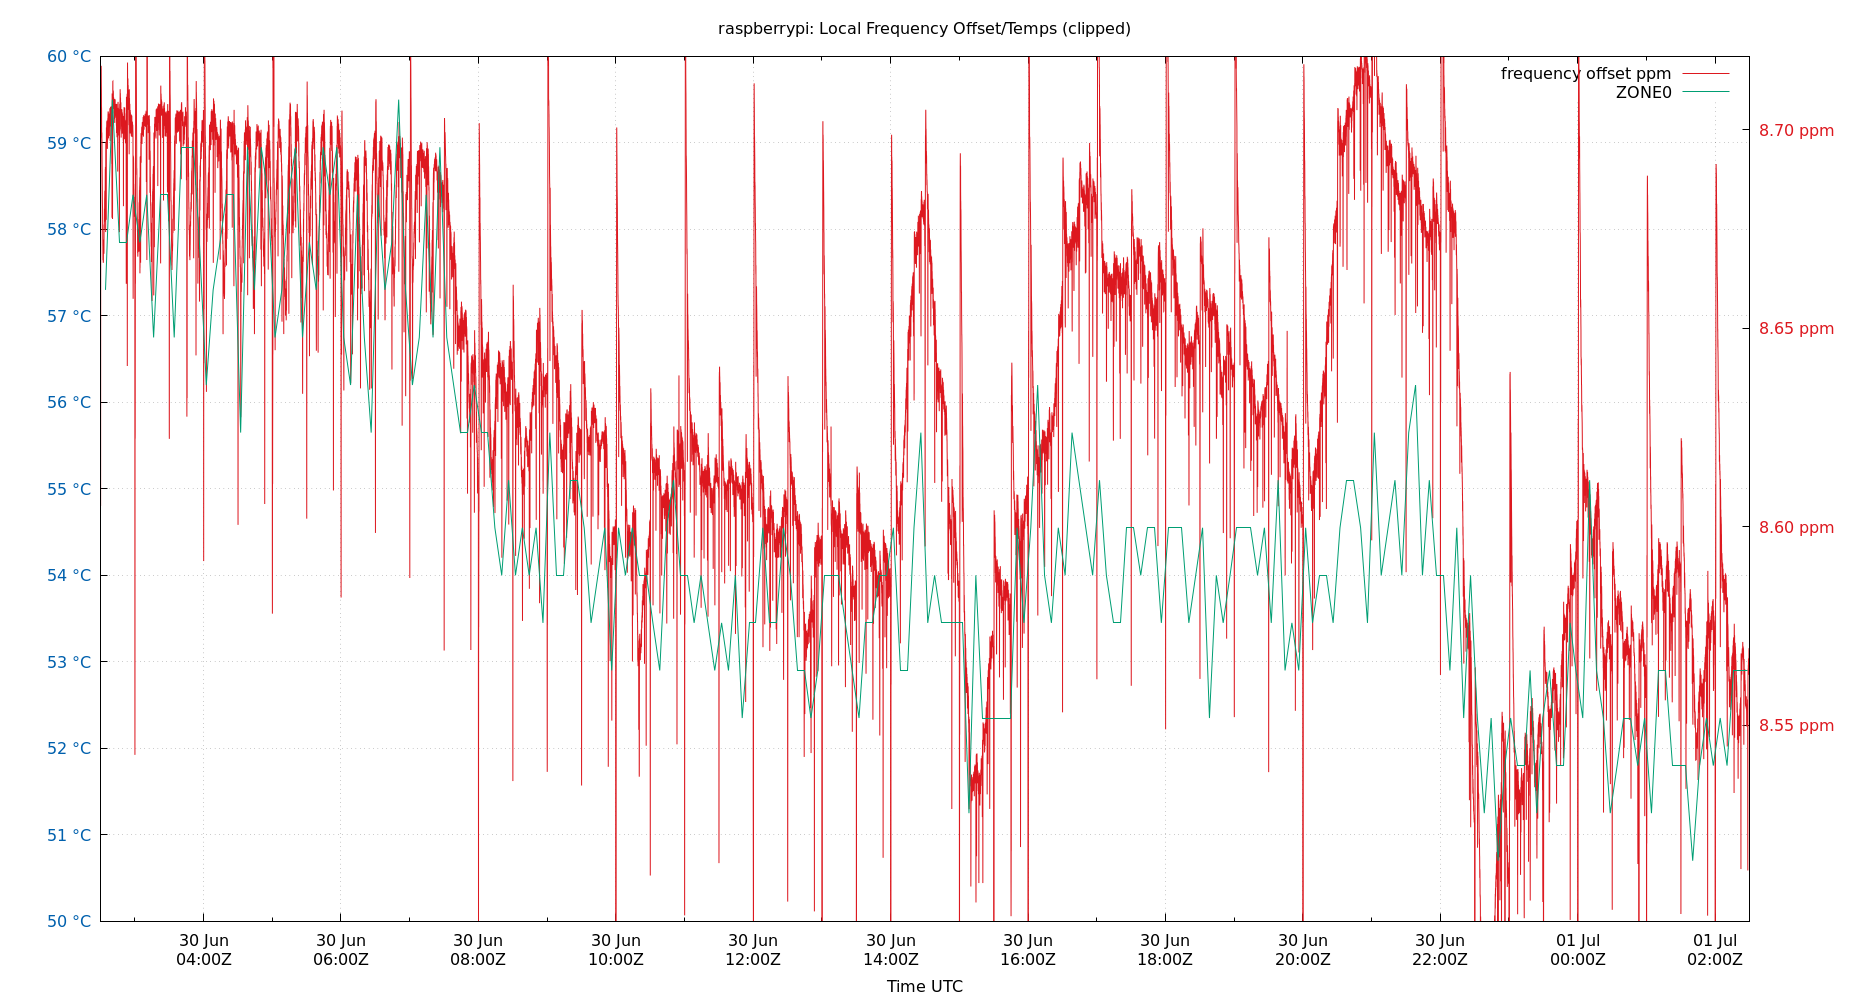 raspberrypi: Local Frequency Offset/Temps (clipped)
60 °C
59 °C
58 °C
57 °C
56 °C
55 °C
54 °C
53 °C
52 °C
51 °C
50 °C
frequency offset ppm
ZONE0
8.70 ppm
8.65 ppm
8.60 ppm
8.55 ppm
30 Jun
04:00Z
30 Jun
06:00Z
30 Jun
08:00Z
30 Jun
10:00Z
30 Jun
12:00Z
30 Jun
14:00Z
30 Jun
16:00Z
30 Jun
18:00Z
30 Jun
20:00Z
30 Jun
22:00Z
01 Jul
00:00Z
01 Jul
02:00Z
Time UTC